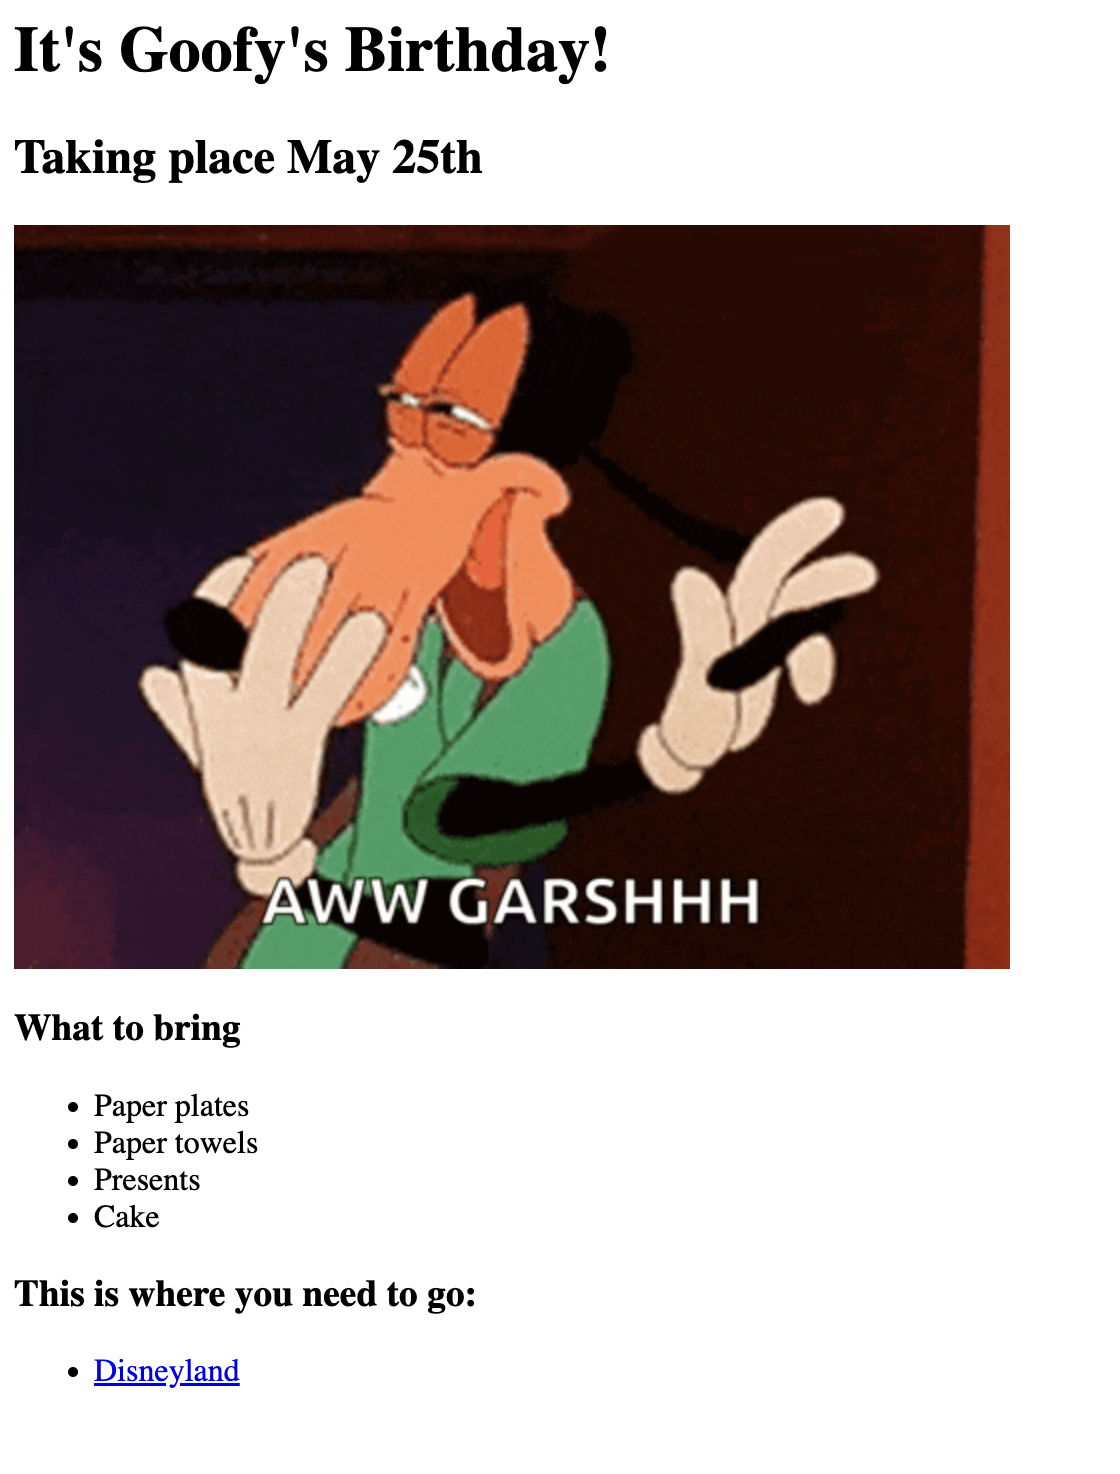 It's Goofy's Birthday!
Taking place May 25th
AWW GARSHHH
What to bring
Paper plates
Paper towels
Presents
Cake
This is where you need to go:
Disneyland